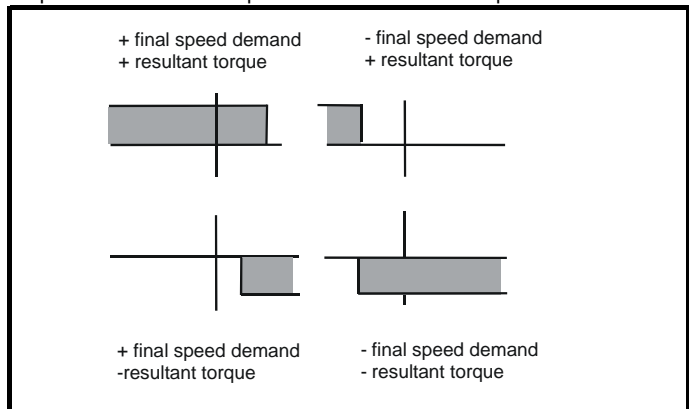 + final speed demand
+ resultant torque
- final speed demand
+ resultant torque
+ final speed demand
-resultant torque
- final speed demand
- resultant torque